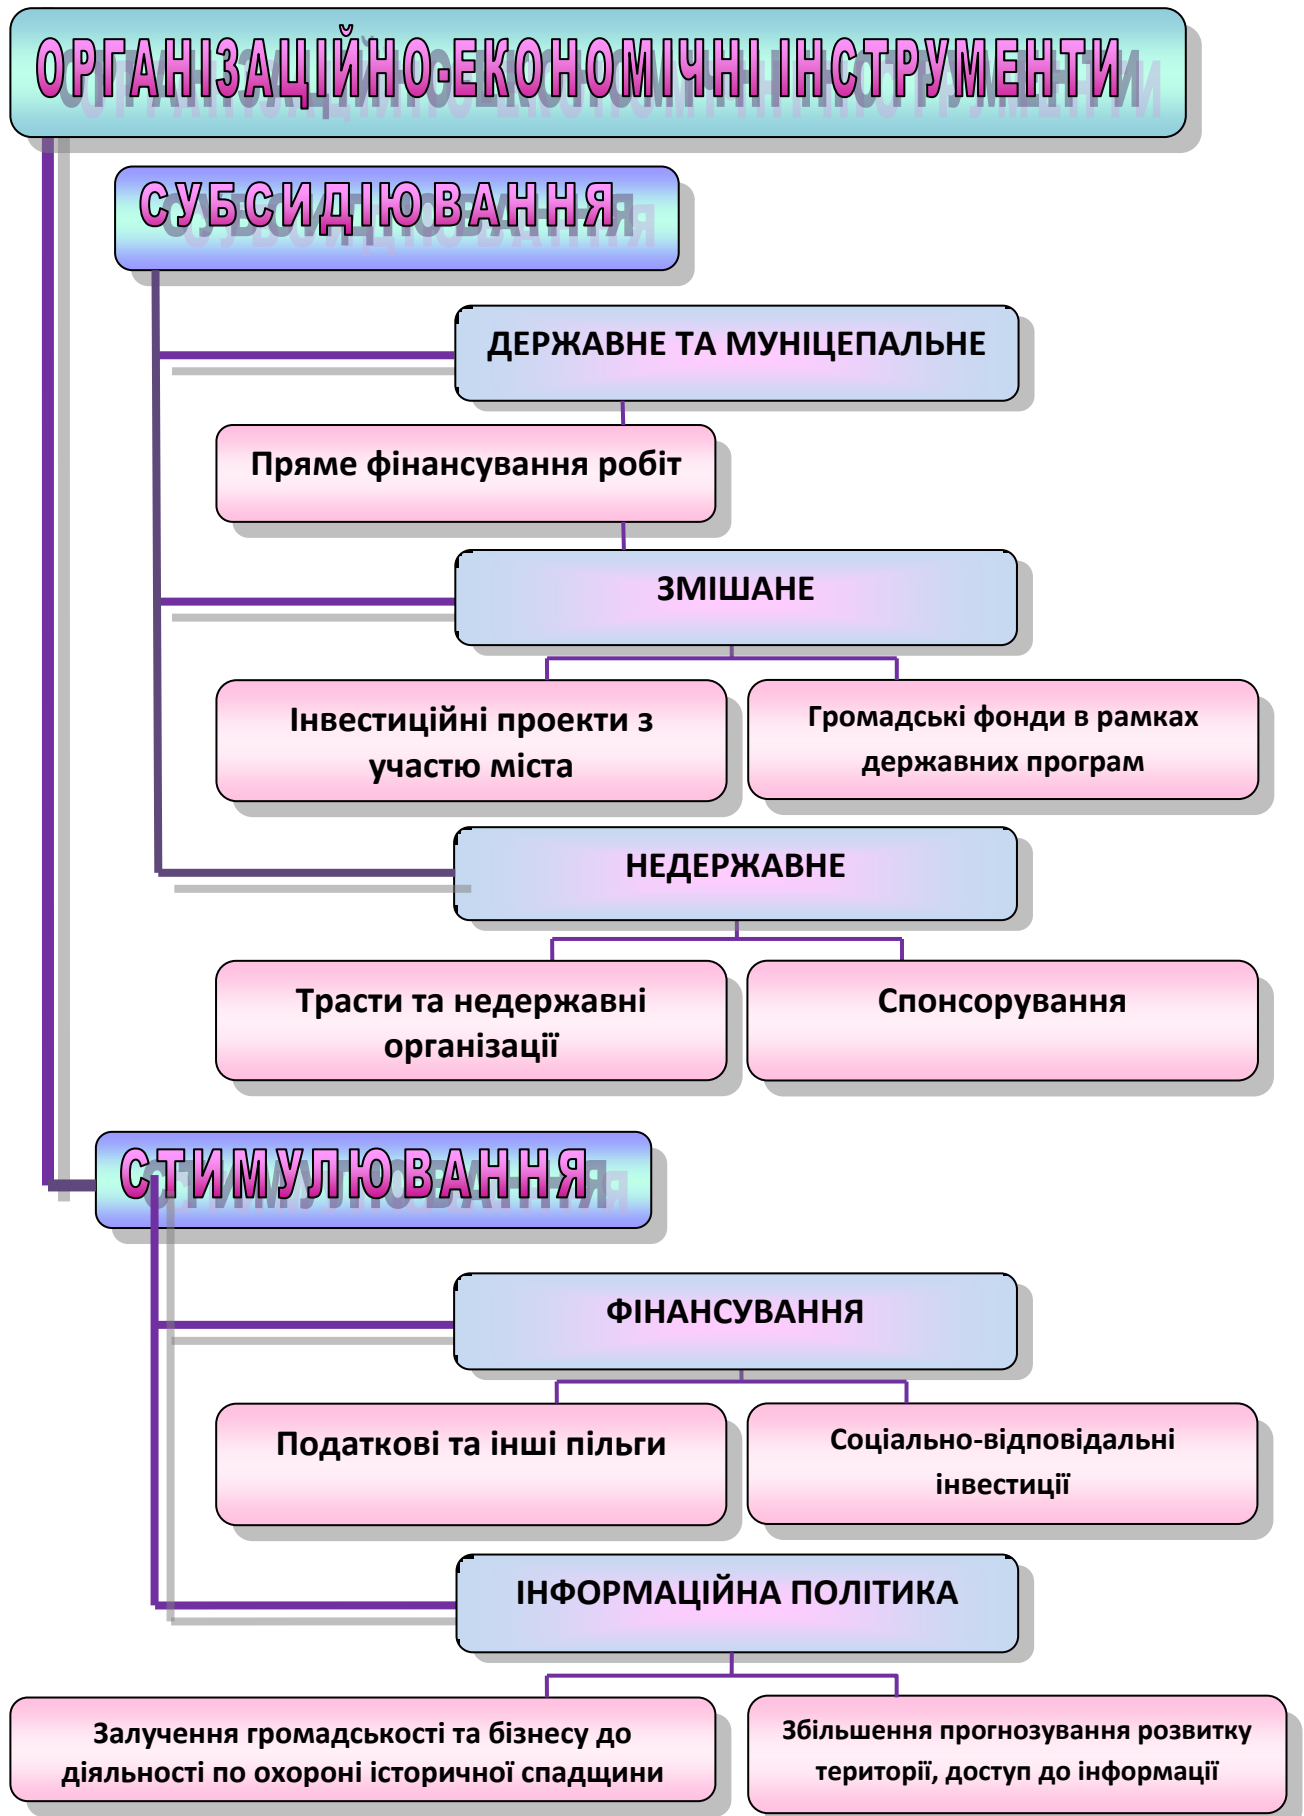 ОРГАНІЗАЦІЙНО-ЕКОНОМІЧНІ ІНСТРУМЕНТИ
СУБСИДІЮВАННЯ
ДЕРЖАВНЕ ТА МУНІЦЕПАЛЬНЕ
Пряме фінансування робіт
ЗМІШАНЕ
Інвестиційні проекти з
участю міста
Громадські фонди в рамках
державних програм
НЕДЕРЖАВНЕ
Трасти та недержавні
організації
Спонсорування
СТИМУЛЮВАННЯ
ФІНАНСУВАННЯ
Податкові та інші пільги
Соціально-відповідальні
інвестиції
ІНФОРМАЦІЙНА ПОЛІТИКА
Залучення громадськості та бізнесу до
діяльності по охороні історичної спадщини
Збільшення прогнозування розвитку
території, доступ до інформації